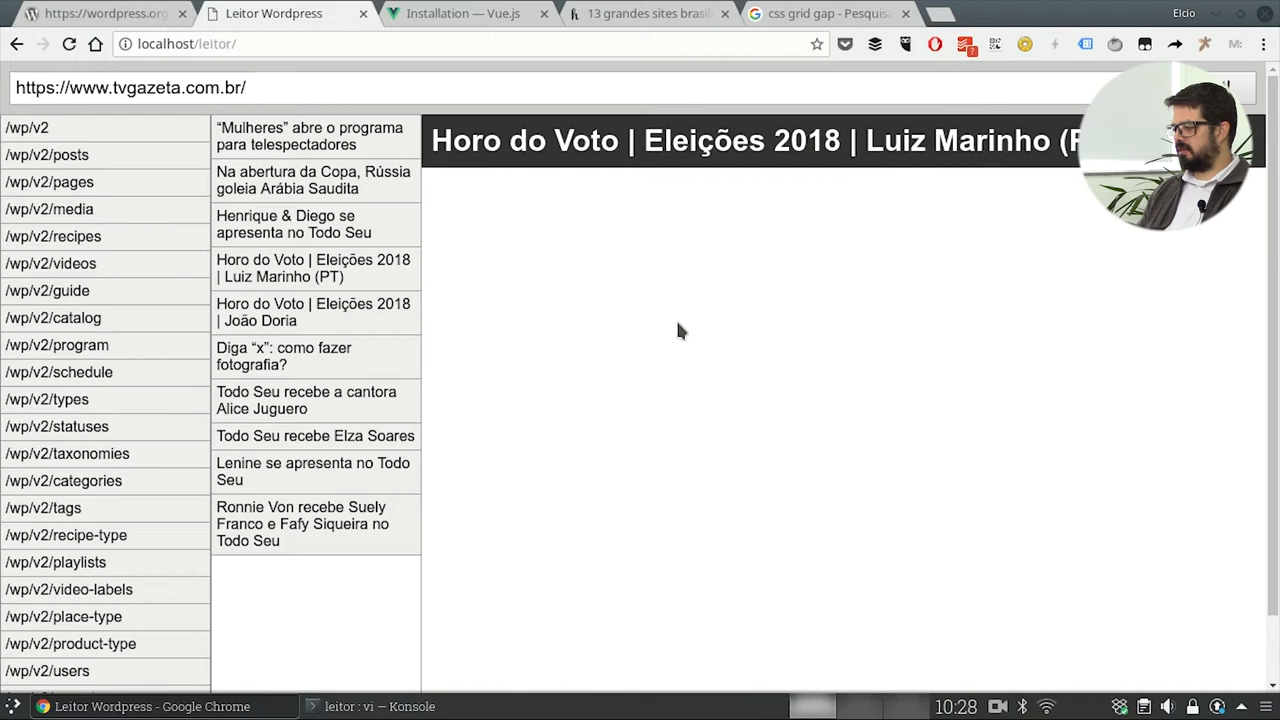 https://wordpress.org
Leitor Wordpress
Installation — Vue.js
13 grandes sites brasil
css grid gap - Pesquisa
Elcio
localhost/leitor/
https://www.tvgazeta.com.br/
/wp/v2
/wp/v2/posts
/wp/v2/pages
/wp/v2/media
/wp/v2/recipes
/wp/v2/videos
/wp/v2/guide
/wp/v2/catalog
/wp/v2/program
/wp/v2/schedule
/wp/v2/types
/wp/v2/statuses
/wp/v2/taxonomies
/wp/v2/categories
/wp/v2/tags
/wp/v2/recipe-type
/wp/v2/playlists
/wp/v2/video-labels
/wp/v2/place-type
/wp/v2/product-type
/wp/v2/users
“Mulheres” abre o programa
para telespectadores
Na abertura da Copa, Rússia
goleia Arábia Saudita
Henrique & Diego se
apresenta no Todo Seu
Horo do Voto | Eleições 2018
| Luiz Marinho (PT)
Horo do Voto | Eleições 2018
| João Doria
Diga “x”: como fazer
fotografia?
Todo Seu recebe a cantora
Alice Juguero
Todo Seu recebe Elza Soares
Lenine se apresenta no Todo
Seu
Ronnie Von recebe Suely
Franco e Fafy Siqueira no
Todo Seu
Horo do Voto | Eleições 2018 | Luiz Marinho (P
Leitor Wordpress - Google Chrome
leitor : vi — Konsole
10:28